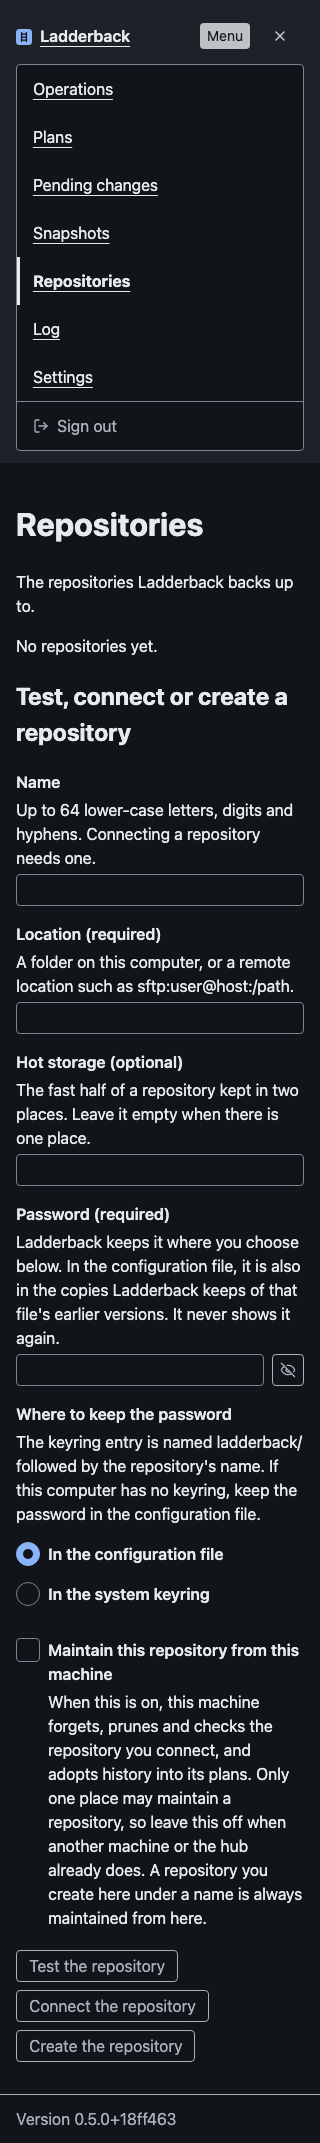 Ladderback
Menu
Operations
Plans
Pending changes
Snapshots
Repositories
Log
Settings
Sign out
Repositories
The repositories Ladderback backs up
to.
No repositories yet.
Test, connect or create a
repository
Name
Up to 64 lower-case letters, digits and
hyphens. Connecting a repository
needs one.
Location (required)
A folder on this computer, or a remote
location such as sftp:user@host:/path.
Hot storage (optional)
The fast half of a repository kept in two
places. Leave it empty when there is
one place.
Password (required)
Ladderback keeps it where you choose
below. In the configuration file, it is also
in the copies Ladderback keeps of that
file's earlier versions. It never shows it
again.
Where to keep the password
The keyring entry is named ladderback/
followed by the repository's name. If
this computer has no keyring, keep the
password in the configuration file.
In the configuration file
In the system keyring
Maintain this repository from this
machine
When this is on, this machine
forgets, prunes and checks the
repository you connect, and
adopts history into its plans. Only
one place may maintain a
repository, so leave this off when
another machine or the hub
already does. A repository you
create here under a name is always
maintained from here.
Test the repository
Connect the repository
Create the repository
Version 0.5.0+18ff463